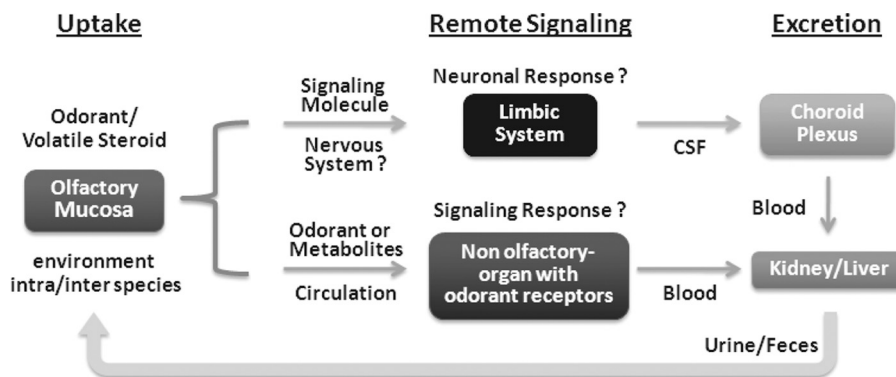 Uptake
Remote Signaling
Excretion
Odorant/
Volatile Steroid
Olfactory
Mucosa
environment
intra/inter species
Signaling
Molecule
Nervous
System ?
Neuronal Response ?
Limbic
System
CSF
Choroid
Plexus
Blood
Odorant or
Metabolites
Circulation
Signaling Response ?
Non olfactory-
organ with
odorant receptors
Blood
Kidney/Liver
Urine/Feces